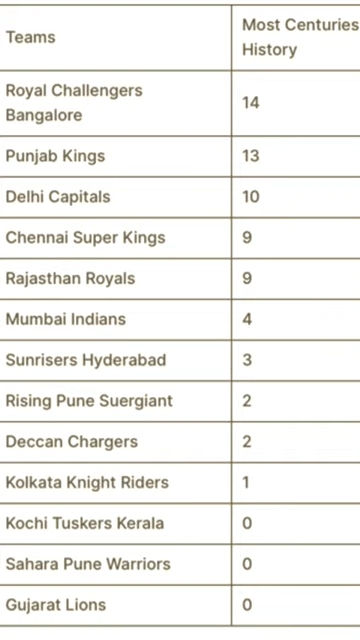 Teams Most Centuries
History
Royal Challengers
Bangalore 14
Punjab Kings 13
Delhi Capitals 10
Chennai Super Kings 9
Rajasthan Royals 9
Mumbai Indians 4
Sunrisers Hyderabad 3
Rising Pune Suergiant 2
Deccan Chargers 2
Kolkata Knight Riders 1
Kochi Tuskers Kerala 0
Sahara Pune Warriors 0
Gujarat Lions 0